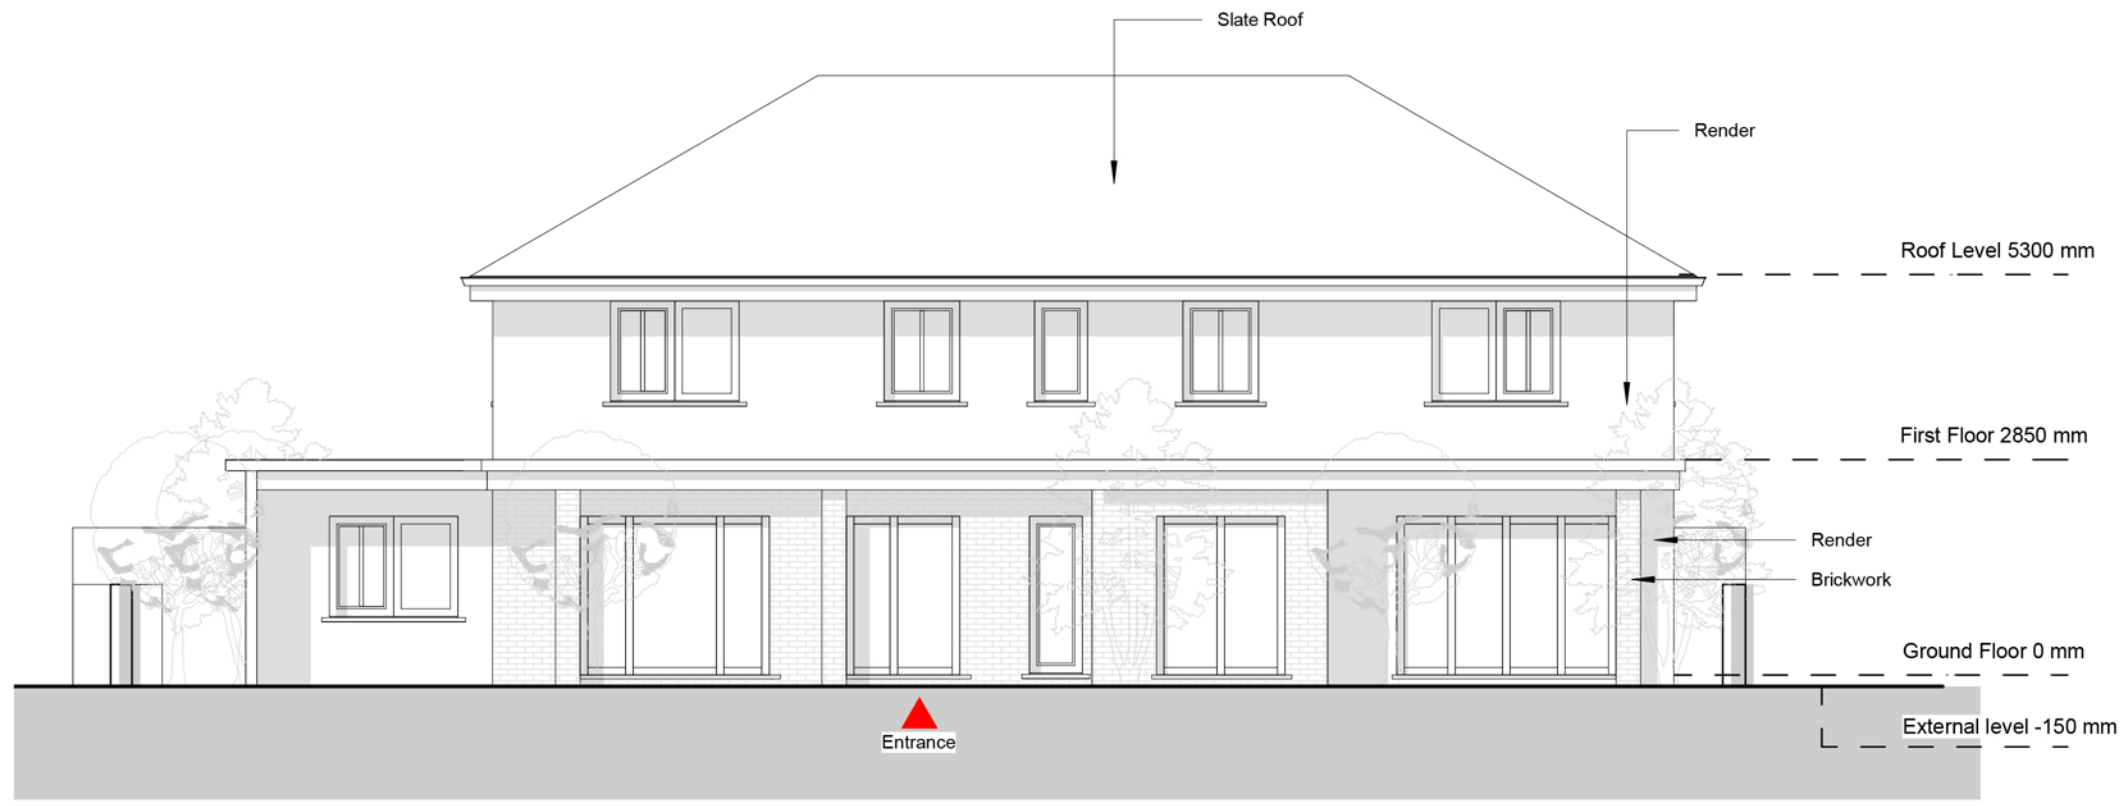 Slate Roof
Render
Roof Level 5300 mm
First Floor 2850 mm
Render
Brickwork
Ground Floor 0 mm
External level -150 mm
Entrance